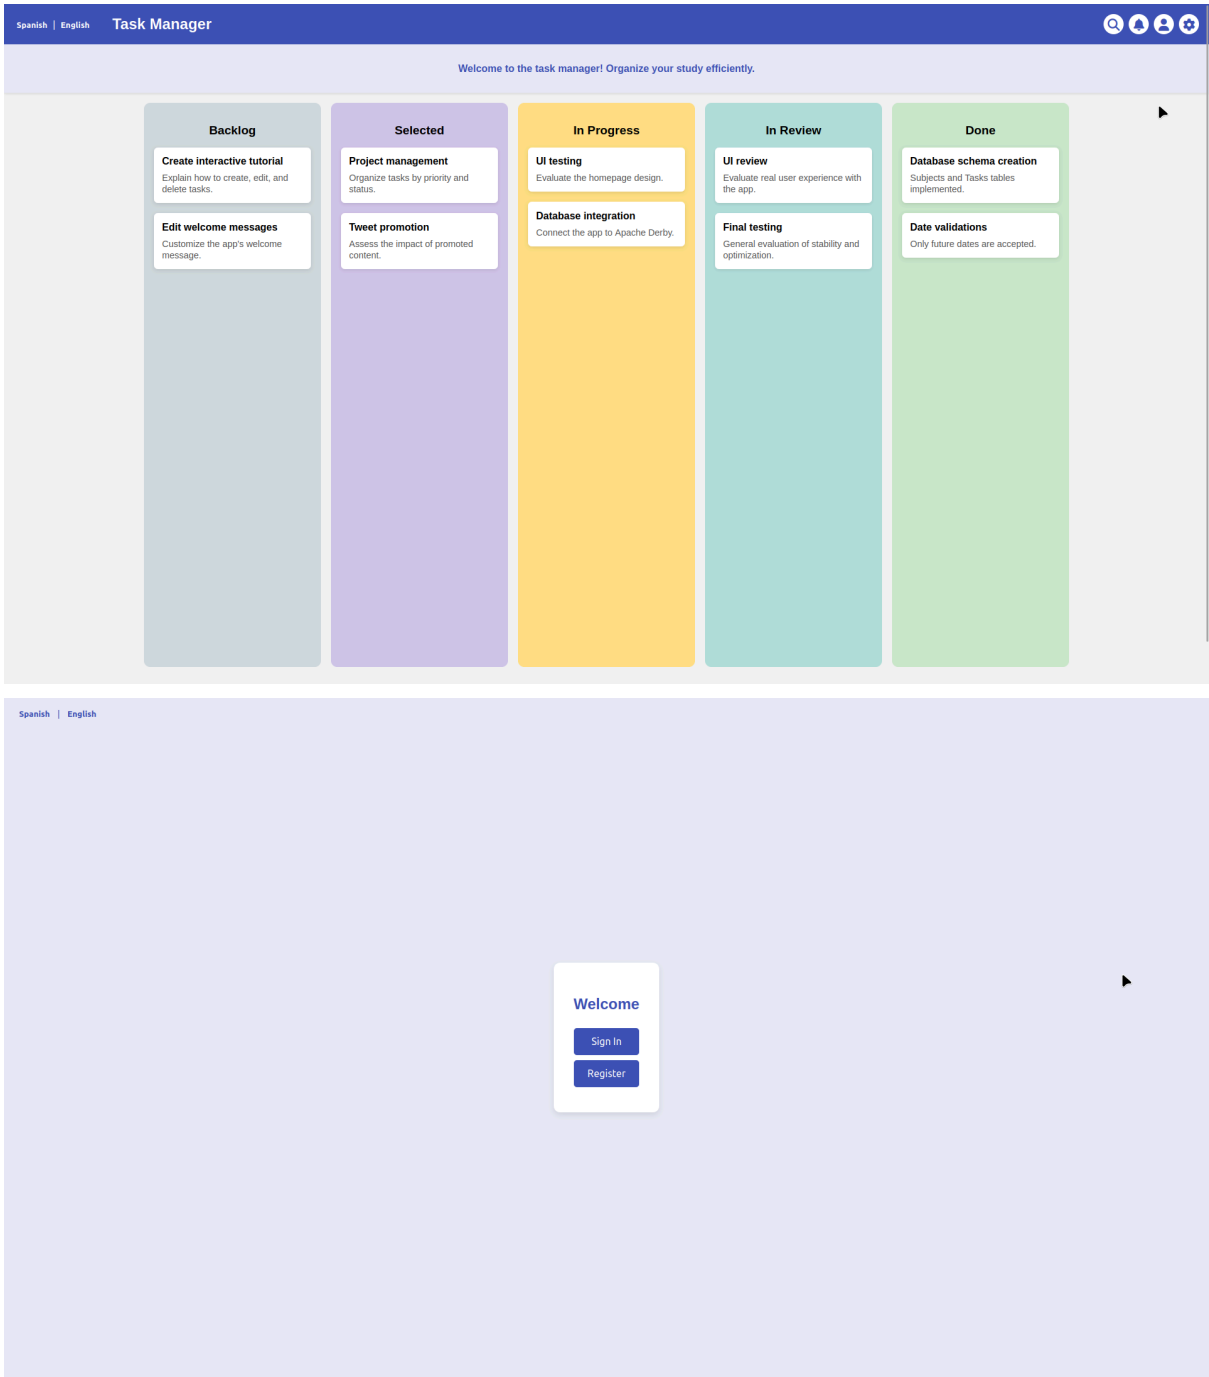 Spanish | English Task Manager
Welcome to the task manager! Organize your study efficiently.
Backlog
Create interactive tutorial
Explain how to create, edit, and
delete tasks.
Edit welcome messages
Customize the app's welcome
message.
Selected
Project management
Organize tasks by priority and
status.
Tweet promotion
Assess the impact of promoted
content.
In Progress
UI testing
Evaluate the homepage design.
Database integration
Connect the app to Apache Derby.
In Review
UI review
Evaluate real user experience with
the app.
Final testing
General evaluation of stability and
optimization.
Done
Database schema creation
Subjects and Tasks tables
implemented.
Date validations
Only future dates are accepted.
Spanish | English
Welcome
Sign In
Register